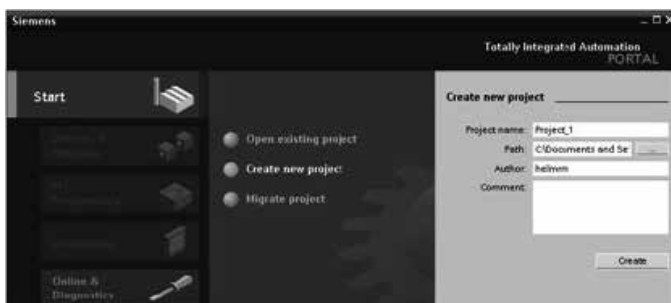 Siemens
Totally Integrated Automation
PORTAL
Start
Online &
Diagnostics
Open existing project
Create new project
Migrate project
Create new project
Project name: Project_1
Path: C:\Documents and Se ...
Author: heimm
Comment:
Create